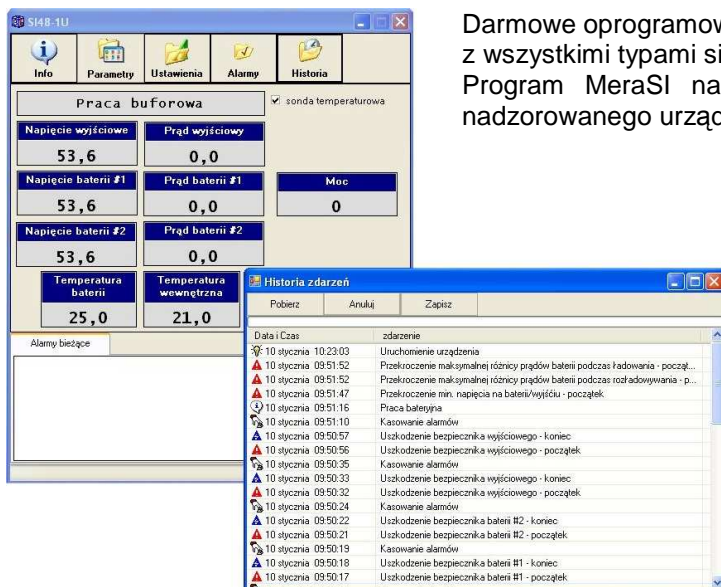 SI48-1U
Info
Parametry
Ustawienia
Alarmy
Historia
Praca buforowa
sonda temperaturowa
Napięcie wyjściowe
Prąd wyjściowy
53,6
0,0
Napięcie baterii #1
Prąd baterii #1
Moc
53,6
0,0
0
Napięcie baterii #2
Prąd baterii #2
53,6
0,0
Temperatura baterii
Temperatura wewnętrzna
25,0
21,0
Alarmy bieżące
Darmowe oprogramow
z wszystkimi typami si
Program MeraSI na
nadzorowanego urząd
Historia zdarzeń
Pobierz
Anuluj
Zapisz
Data i Czas
zdarzenie
10 stycznia 10:23:03 Uruchomienie urządzenia
10 stycznia 09:51:52 Przekroczenie maksymalnej różnicy prądów baterii podczas ładowania - począt...
10 stycznia 09:51:52 Przekroczenie maksymalnej różnicy prądów baterii podczas rozładowywania - p...
10 stycznia 09:51:47 Przekroczenie min. napięcia na baterii/wyjściu - początek
10 stycznia 09:51:16 Praca bateryjna
10 stycznia 09:51:10 Kasowanie alarmów
10 stycznia 09:50:57 Uszkodzenie bezpiecznika wyjściowego - koniec
10 stycznia 09:50:56 Uszkodzenie bezpiecznika wyjściowego - początek
10 stycznia 09:50:35 Kasowanie alarmów
10 stycznia 09:50:33 Uszkodzenie bezpiecznika wyjściowego - koniec
10 stycznia 09:50:32 Uszkodzenie bezpiecznika wyjściowego - początek
10 stycznia 09:50:24 Kasowanie alarmów
10 stycznia 09:50:22 Uszkodzenie bezpiecznika baterii #2 - koniec
10 stycznia 09:50:21 Uszkodzenie bezpiecznika baterii #2 - początek
10 stycznia 09:50:19 Kasowanie alarmów
10 stycznia 09:50:18 Uszkodzenie bezpiecznika baterii #1 - koniec
10 stycznia 09:50:17 Uszkodzenie bezpiecznika baterii #1 - początek